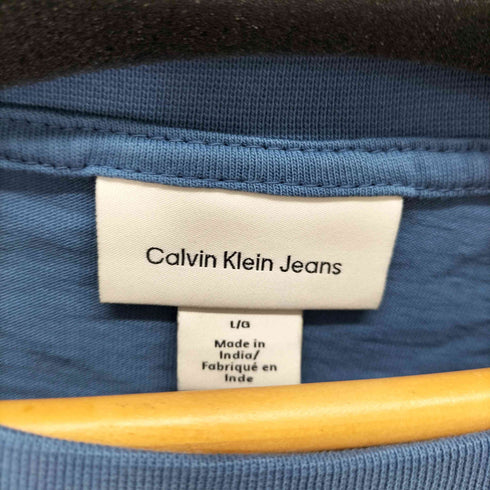 Calvin Klein Jeans
L/G
Made in
India/
Fabriqué en
Inde